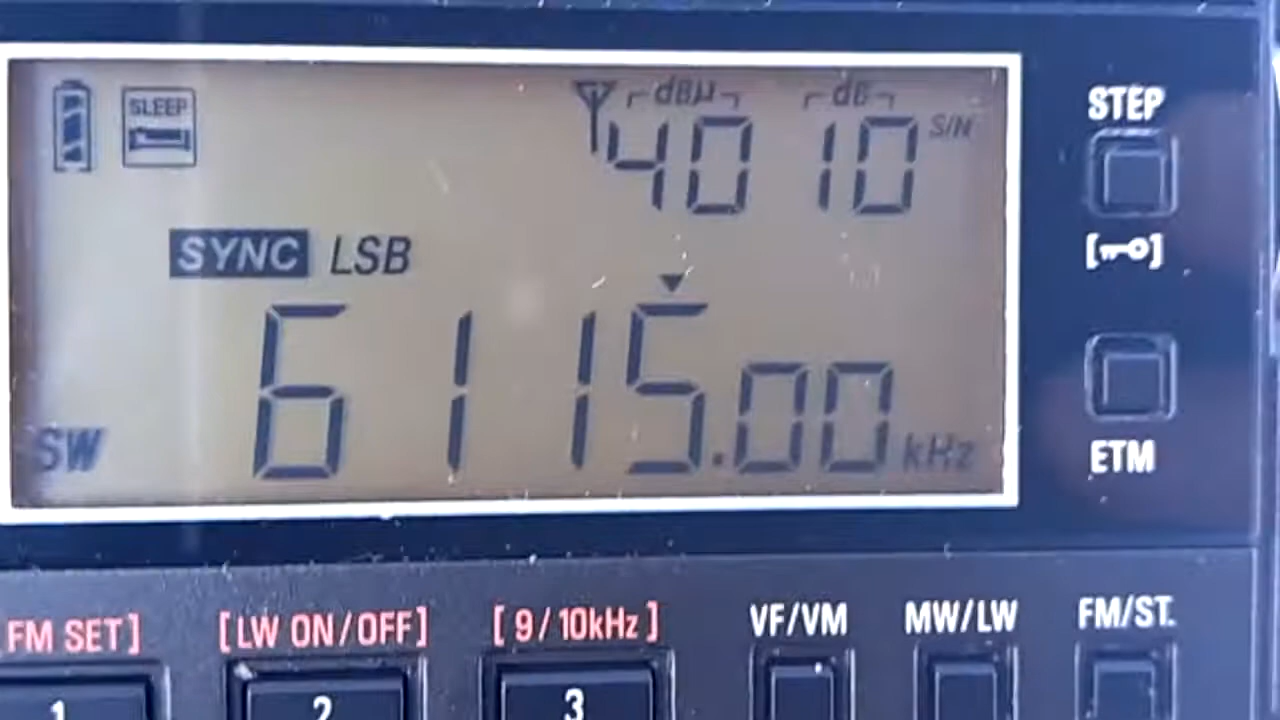 SLEEP
dBµ dB
40 10 S/N
SYNC LSB
SW 6115.00 kHz
STEP
[ ]
ETM
FM SET] [LW ON/OFF] [9/10kHz] VF/VM MW/LW FM/ST.
1 2 3